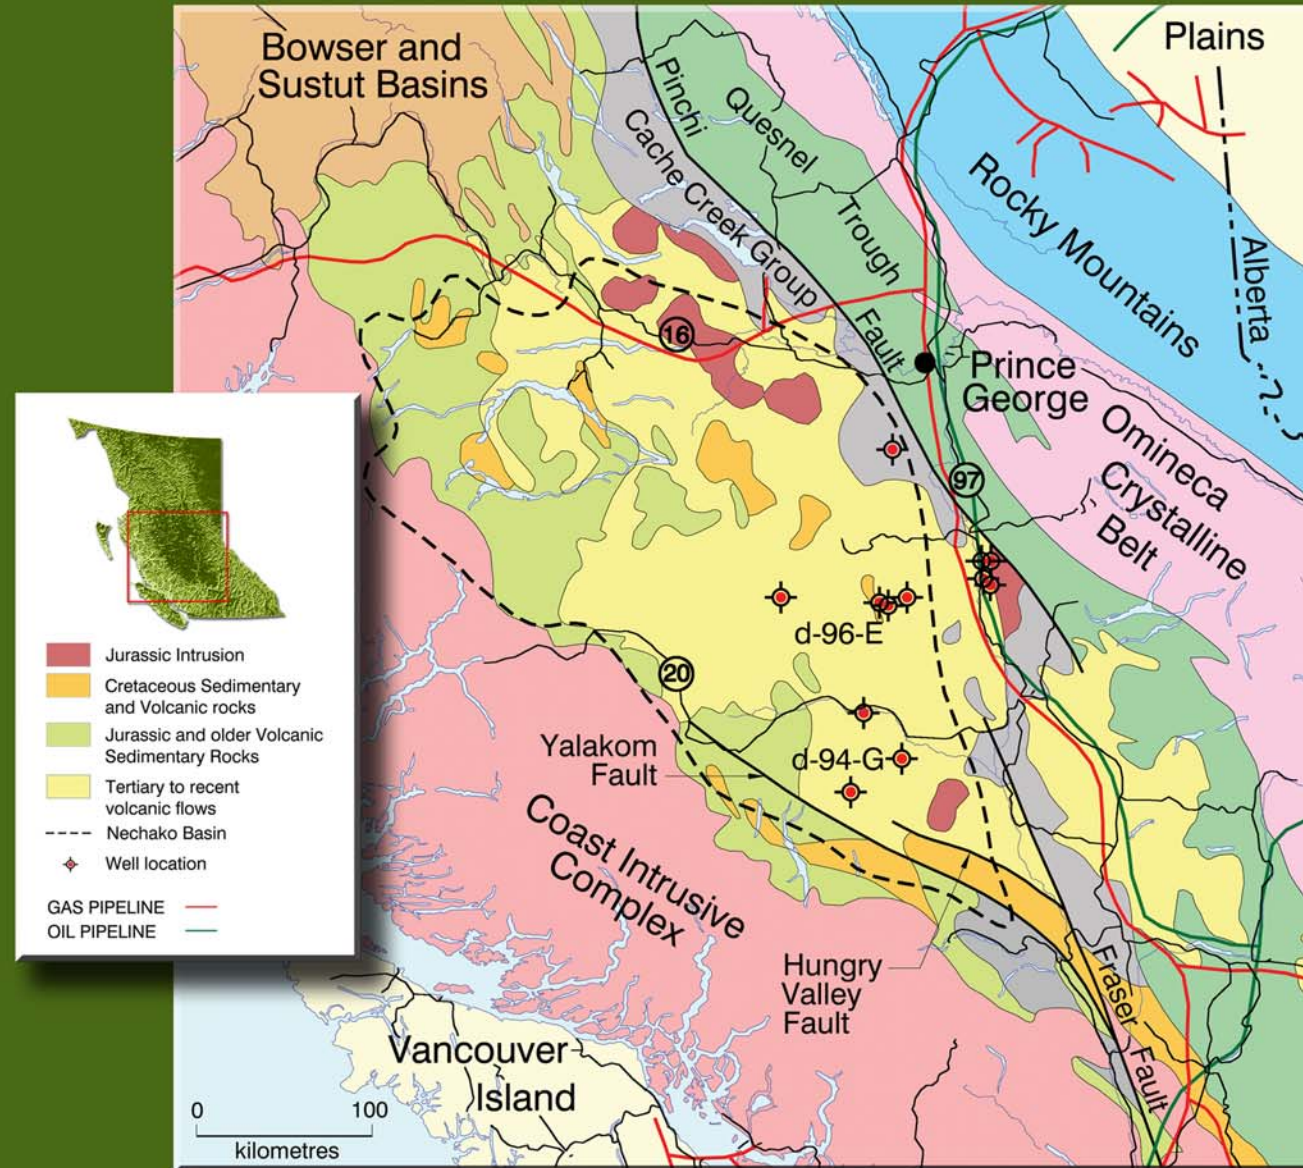 Bowser and
Sustut Basins
Plains
Pinchi
Quesnel
Cache Creek Group
Trough
Rocky Mountains
Alberta
Fault
16
Prince
George
97
Omineca
Crystalline
Belt
d-96-E
20
Yalakom
Fault
d-94-G
Coast Intrusive
Complex
Hungry
Valley
Fault
Fraser
Fault
Vancouver
Island
0 100
kilometres
Jurassic Intrusion
Cretaceous Sedimentary
and Volcanic rocks
Jurassic and older Volcanic
Sedimentary Rocks
Tertiary to recent
volcanic flows
Nechako Basin
Well location
GAS PIPELINE
OIL PIPELINE